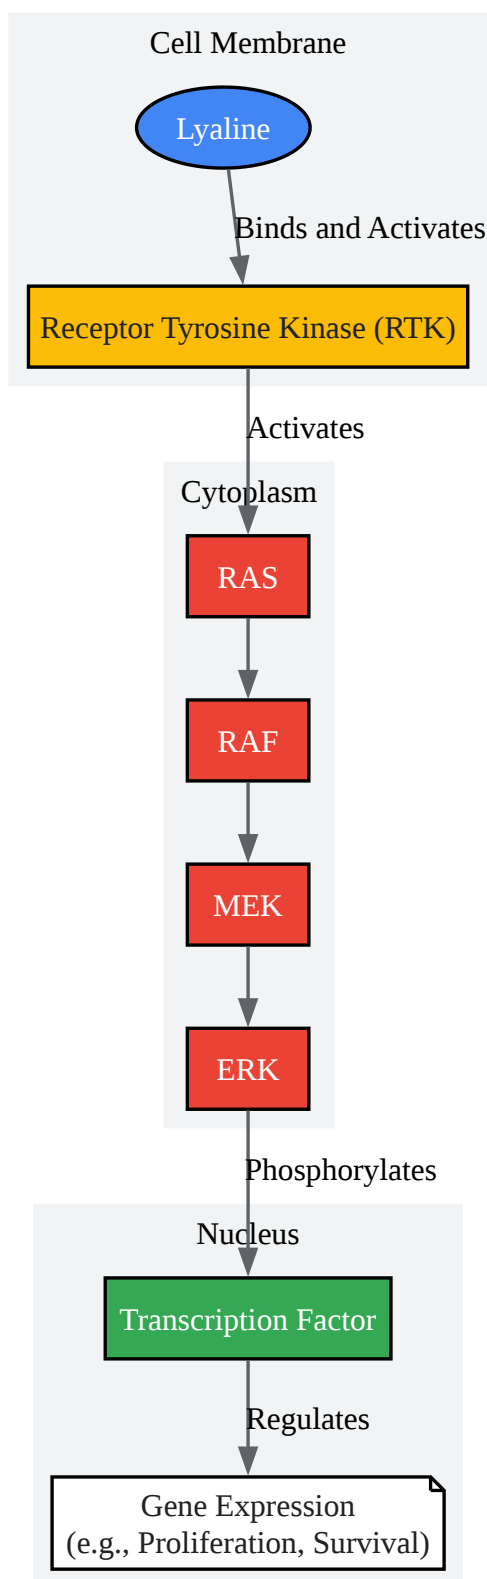 Cell Membrane
Lyaline
Binds and Activates
Receptor Tyrosine Kinase (RTK)
Activates
Cytoplasm
RAS
RAF
MEK
ERK
Phosphorylates
Nucleus
Transcription Factor
Regulates
Gene Expression
(e.g., Proliferation, Survival)